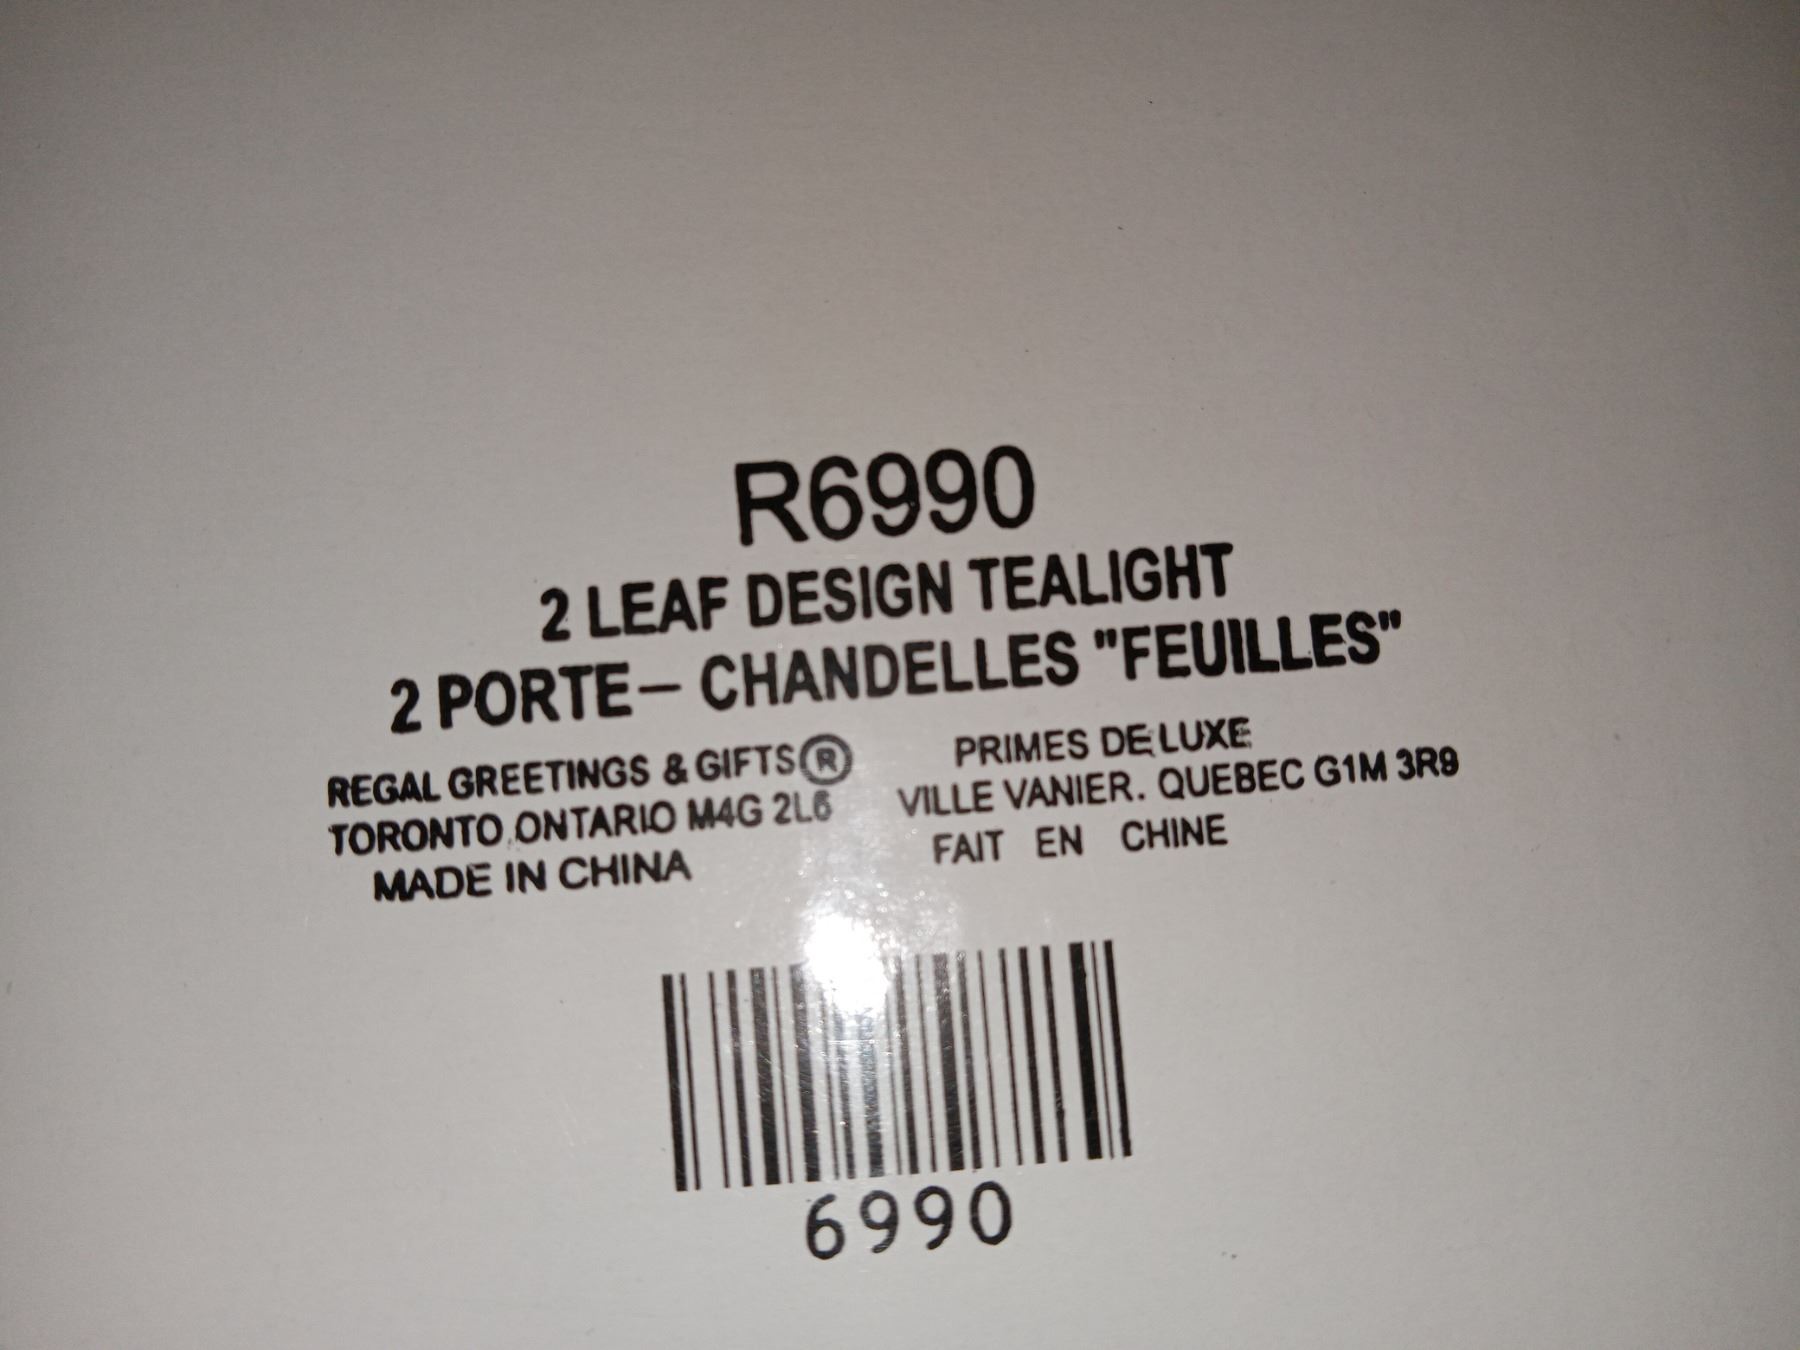 R6990
2 LEAF DESIGN TEALIGHT
2 PORTE- CHANDELLES "FEUILLES"
REGAL GREETINGS & GIFTS®
TORONTO ONTARIO M4G 2L6
MADE IN CHINA
PRIMES DE LUXE
VILLE VANIER. QUEBEC G1M 3R9
FAIT EN CHINE
6990